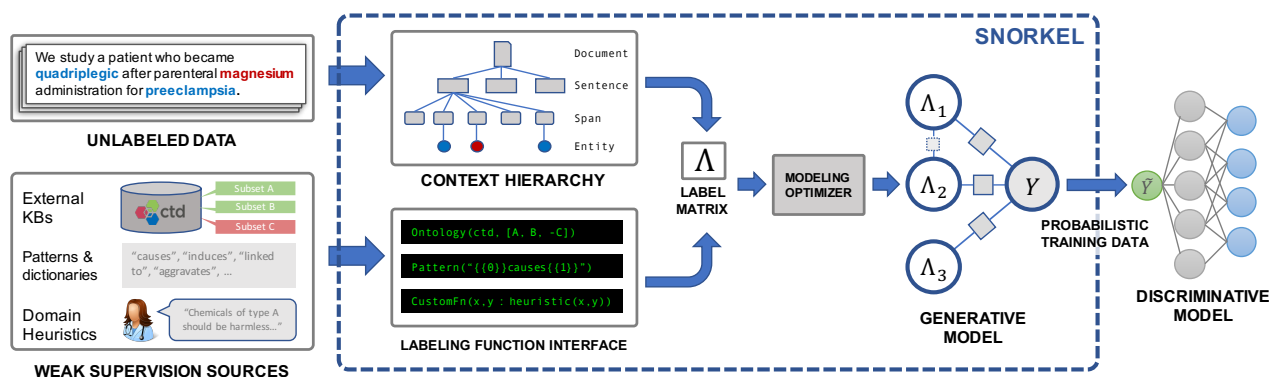 We study a patient who became
quadriplegic after parenteral magnesium
administration for preeclampsia.
UNLABELED DATA
External
KBs
ctd
Subset A
Subset B
Subset C
Patterns &
dictionaries
“causes”, “induces”, “linked
to”, “aggravates”, …
Domain
Heuristics
“Chemicals of type A
should be harmless…”
WEAK SUPERVISION SOURCES
SNORKEL
Document
Sentence
Span
Entity
CONTEXT HIERARCHY
Ontology(ctd, [A, B, -C])
Pattern(“{{0}}causes{{1}}”)
CustomFn(x,y : heuristic(x,y))
LABELING FUNCTION INTERFACE
Λ
LABEL
MATRIX
MODELING
OPTIMIZER
Λ1
Λ2
Λ3
Y
GENERATIVE
MODEL
PROBABILISTIC
TRAINING DATA
Ỹ
DISCRIMINATIVE
MODEL